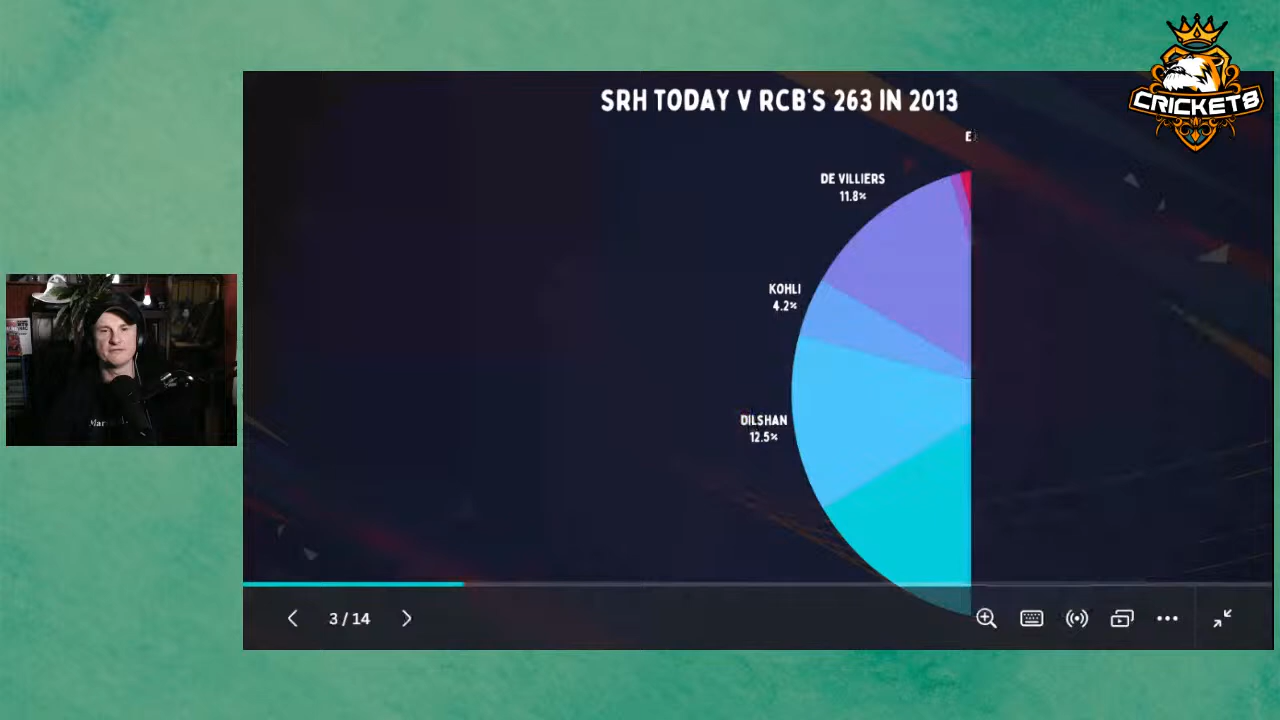 CRICKET8
SRH TODAY V RCB'S 263 IN 2013
E
DE VILLIERS
11.8%
KOHLI
4.2%
DILSHAN
12.5%
3 / 14